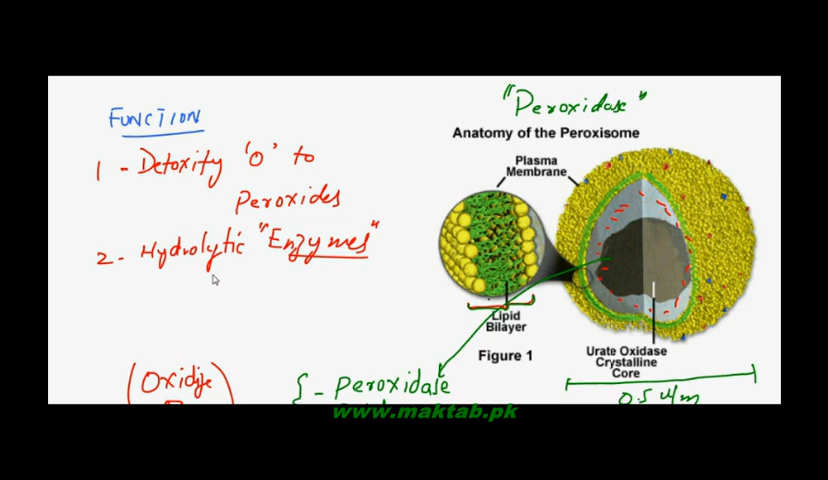 FUNCTION
1 - Detoxify 'O' to
Peroxides
2 - Hydrolytic "Enzymes"
"Peroxidase"
Anatomy of the Peroxisome
Plasma
Membrane
Lipid
Bilayer
Figure 1
Urate Oxidase
Crystalline
Core
(Oxidize)
{ - Peroxidase
www.maktab.pk